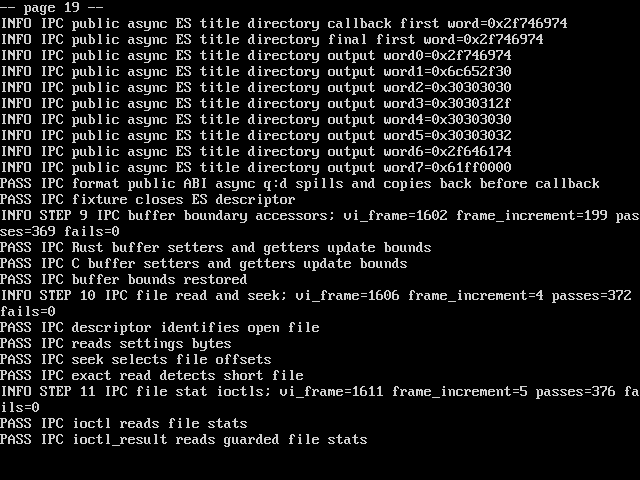 -- page 19 --
INFO IPC public async ES title directory callback first word=0x2f746974
INFO IPC public async ES title directory final first word=0x2f746974
INFO IPC public async ES title directory output word0=0x2f746974
INFO IPC public async ES title directory output word1=0x6c652f30
INFO IPC public async ES title directory output word2=0x30303030
INFO IPC public async ES title directory output word3=0x3030312f
INFO IPC public async ES title directory output word4=0x30303030
INFO IPC public async ES title directory output word5=0x30303032
INFO IPC public async ES title directory output word6=0x2f646174
INFO IPC public async ES title directory output word7=0x61ff0000
PASS IPC format public ABI async q:d spills and copies back before callback
PASS IPC fixture closes ES descriptor
INFO STEP 9 IPC buffer boundary accessors; vi_frame=1602 frame_increment=199 pas
ses=369 fails=0
PASS IPC Rust buffer setters and getters update bounds
PASS IPC C buffer setters and getters update bounds
PASS IPC buffer bounds restored
INFO STEP 10 IPC file read and seek; vi_frame=1606 frame_increment=4 passes=372
fails=0
PASS IPC descriptor identifies open file
PASS IPC reads settings bytes
PASS IPC seek selects file offsets
PASS IPC exact read detects short file
INFO STEP 11 IPC file stat ioctls; vi_frame=1611 frame_increment=5 passes=376 fa
ils=0
PASS IPC ioctl reads file stats
PASS IPC ioctl_result reads guarded file stats